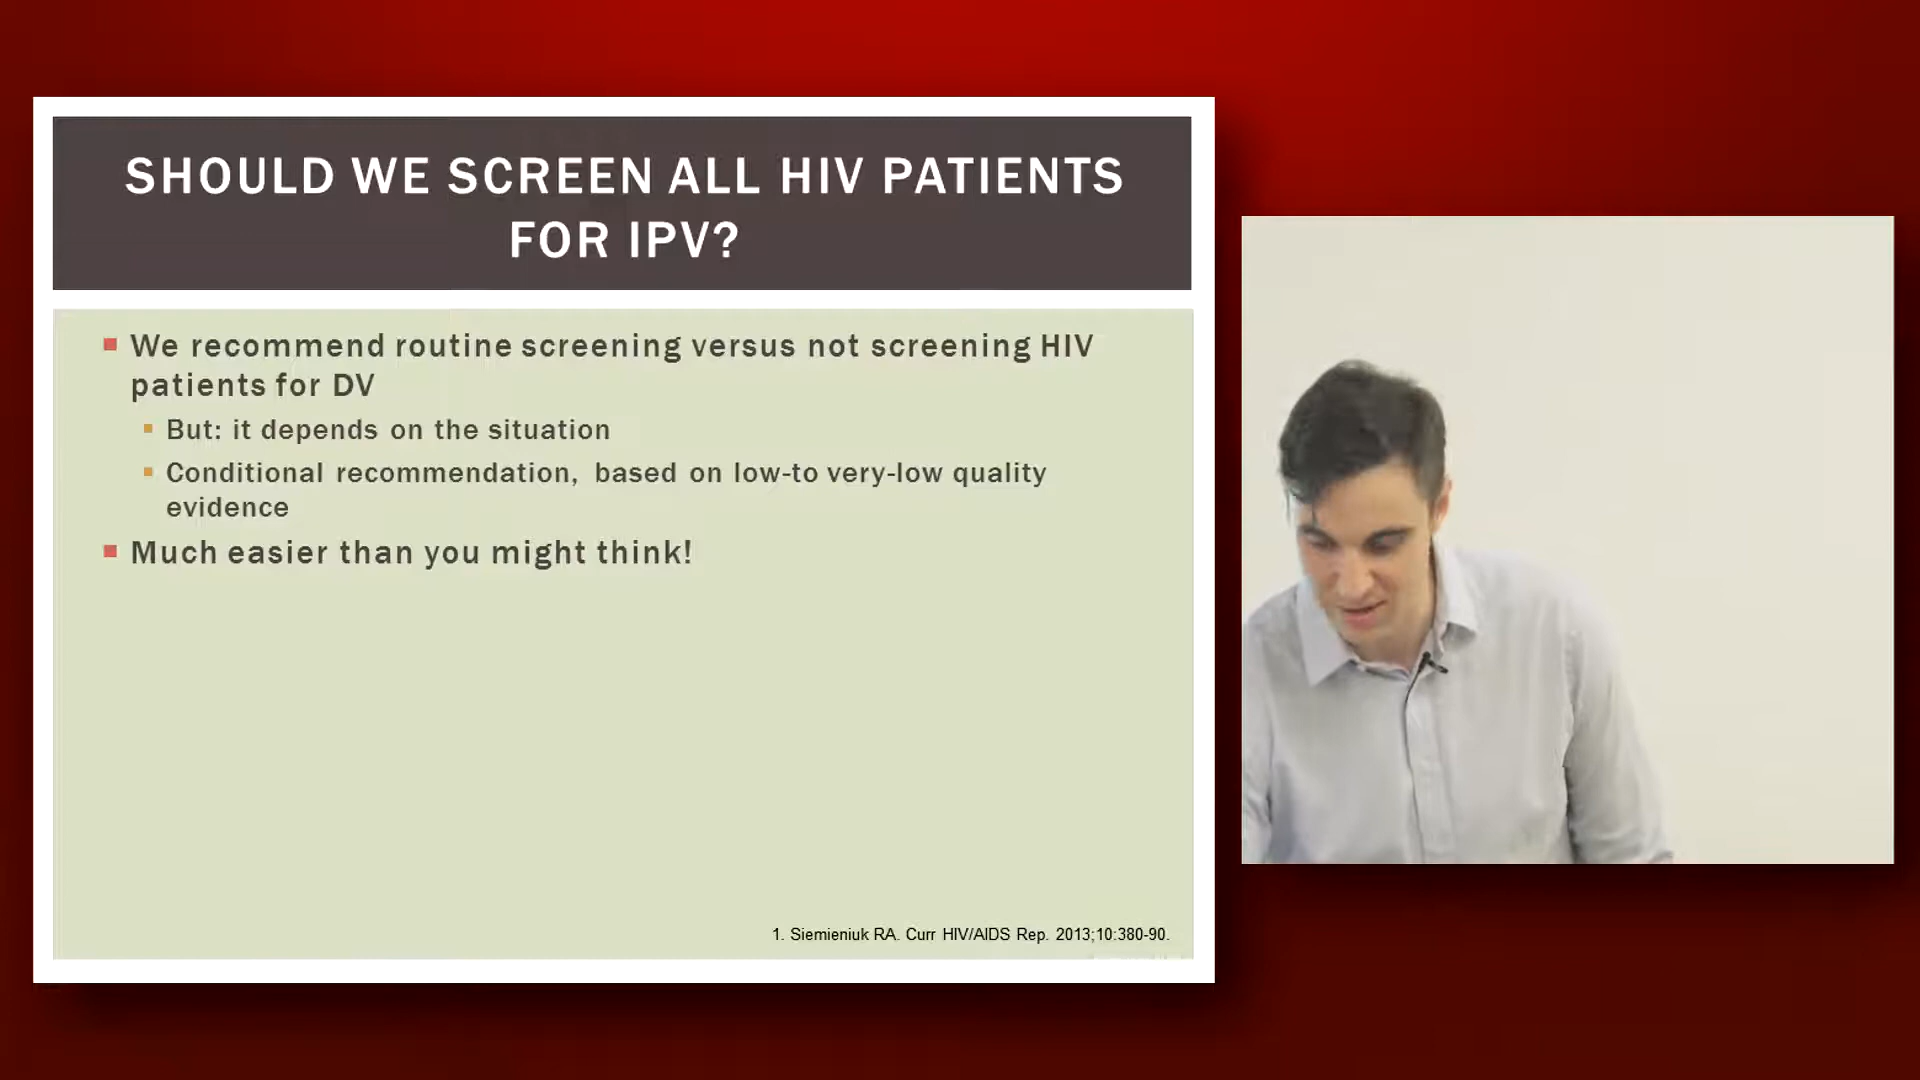 SHOULD WE SCREEN ALL HIV PATIENTS
FOR IPV?
We recommend routine screening versus not screening HIV
patients for DV
But: it depends on the situation
Conditional recommendation, based on low-to very-low quality
evidence
Much easier than you might think!
1. Siemieniuk RA. Curr HIV/AIDS Rep. 2013;10:380-90.